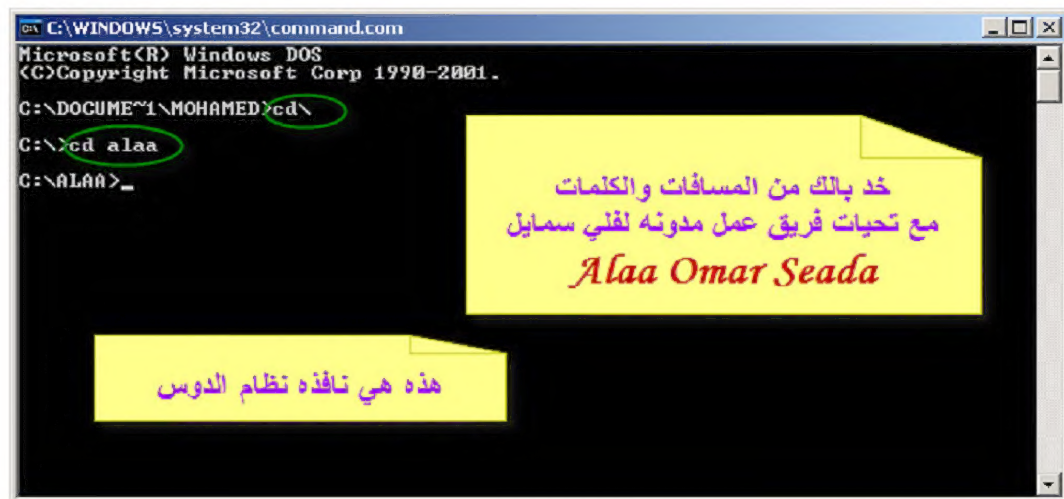 C:\WINDOWS\system32\command.com
Microsoft(R) Windows DOS
(C)Copyright Microsoft Corp 1990-2001.
C:\DOCUME~1\MOHAMED>cd\
C:\>cd alaa
C:\ALAA>_
خد بالك من المسافات والكلمات
مع تحيات فريق عمل مدونه لفلي سمايل
Alaa Omar Seada
هذه هي نافذه نظام الدوس